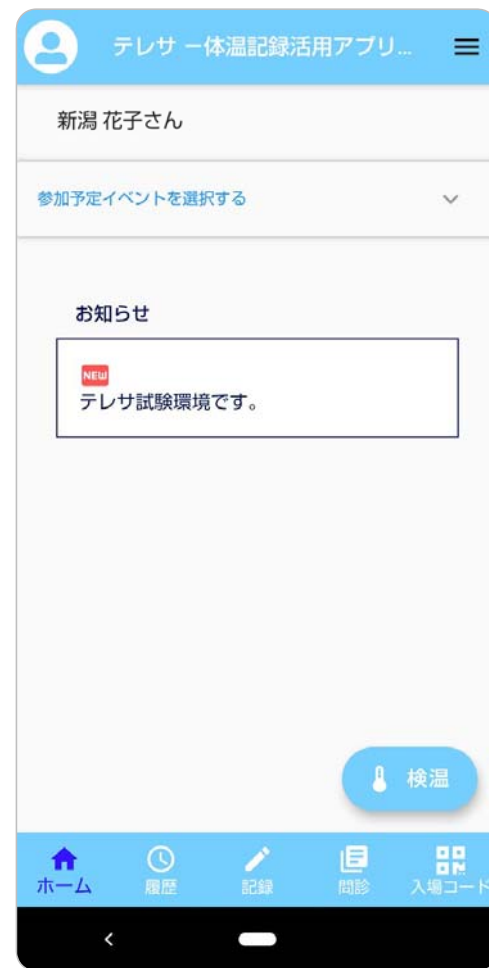 テレサ ー体温記録活用アプリ...
新潟 花子さん
参加予定イベントを選択する
お知らせ
NEW
テレサ試験環境です。
検温
ホーム 履歴 記録 問診 入場コード